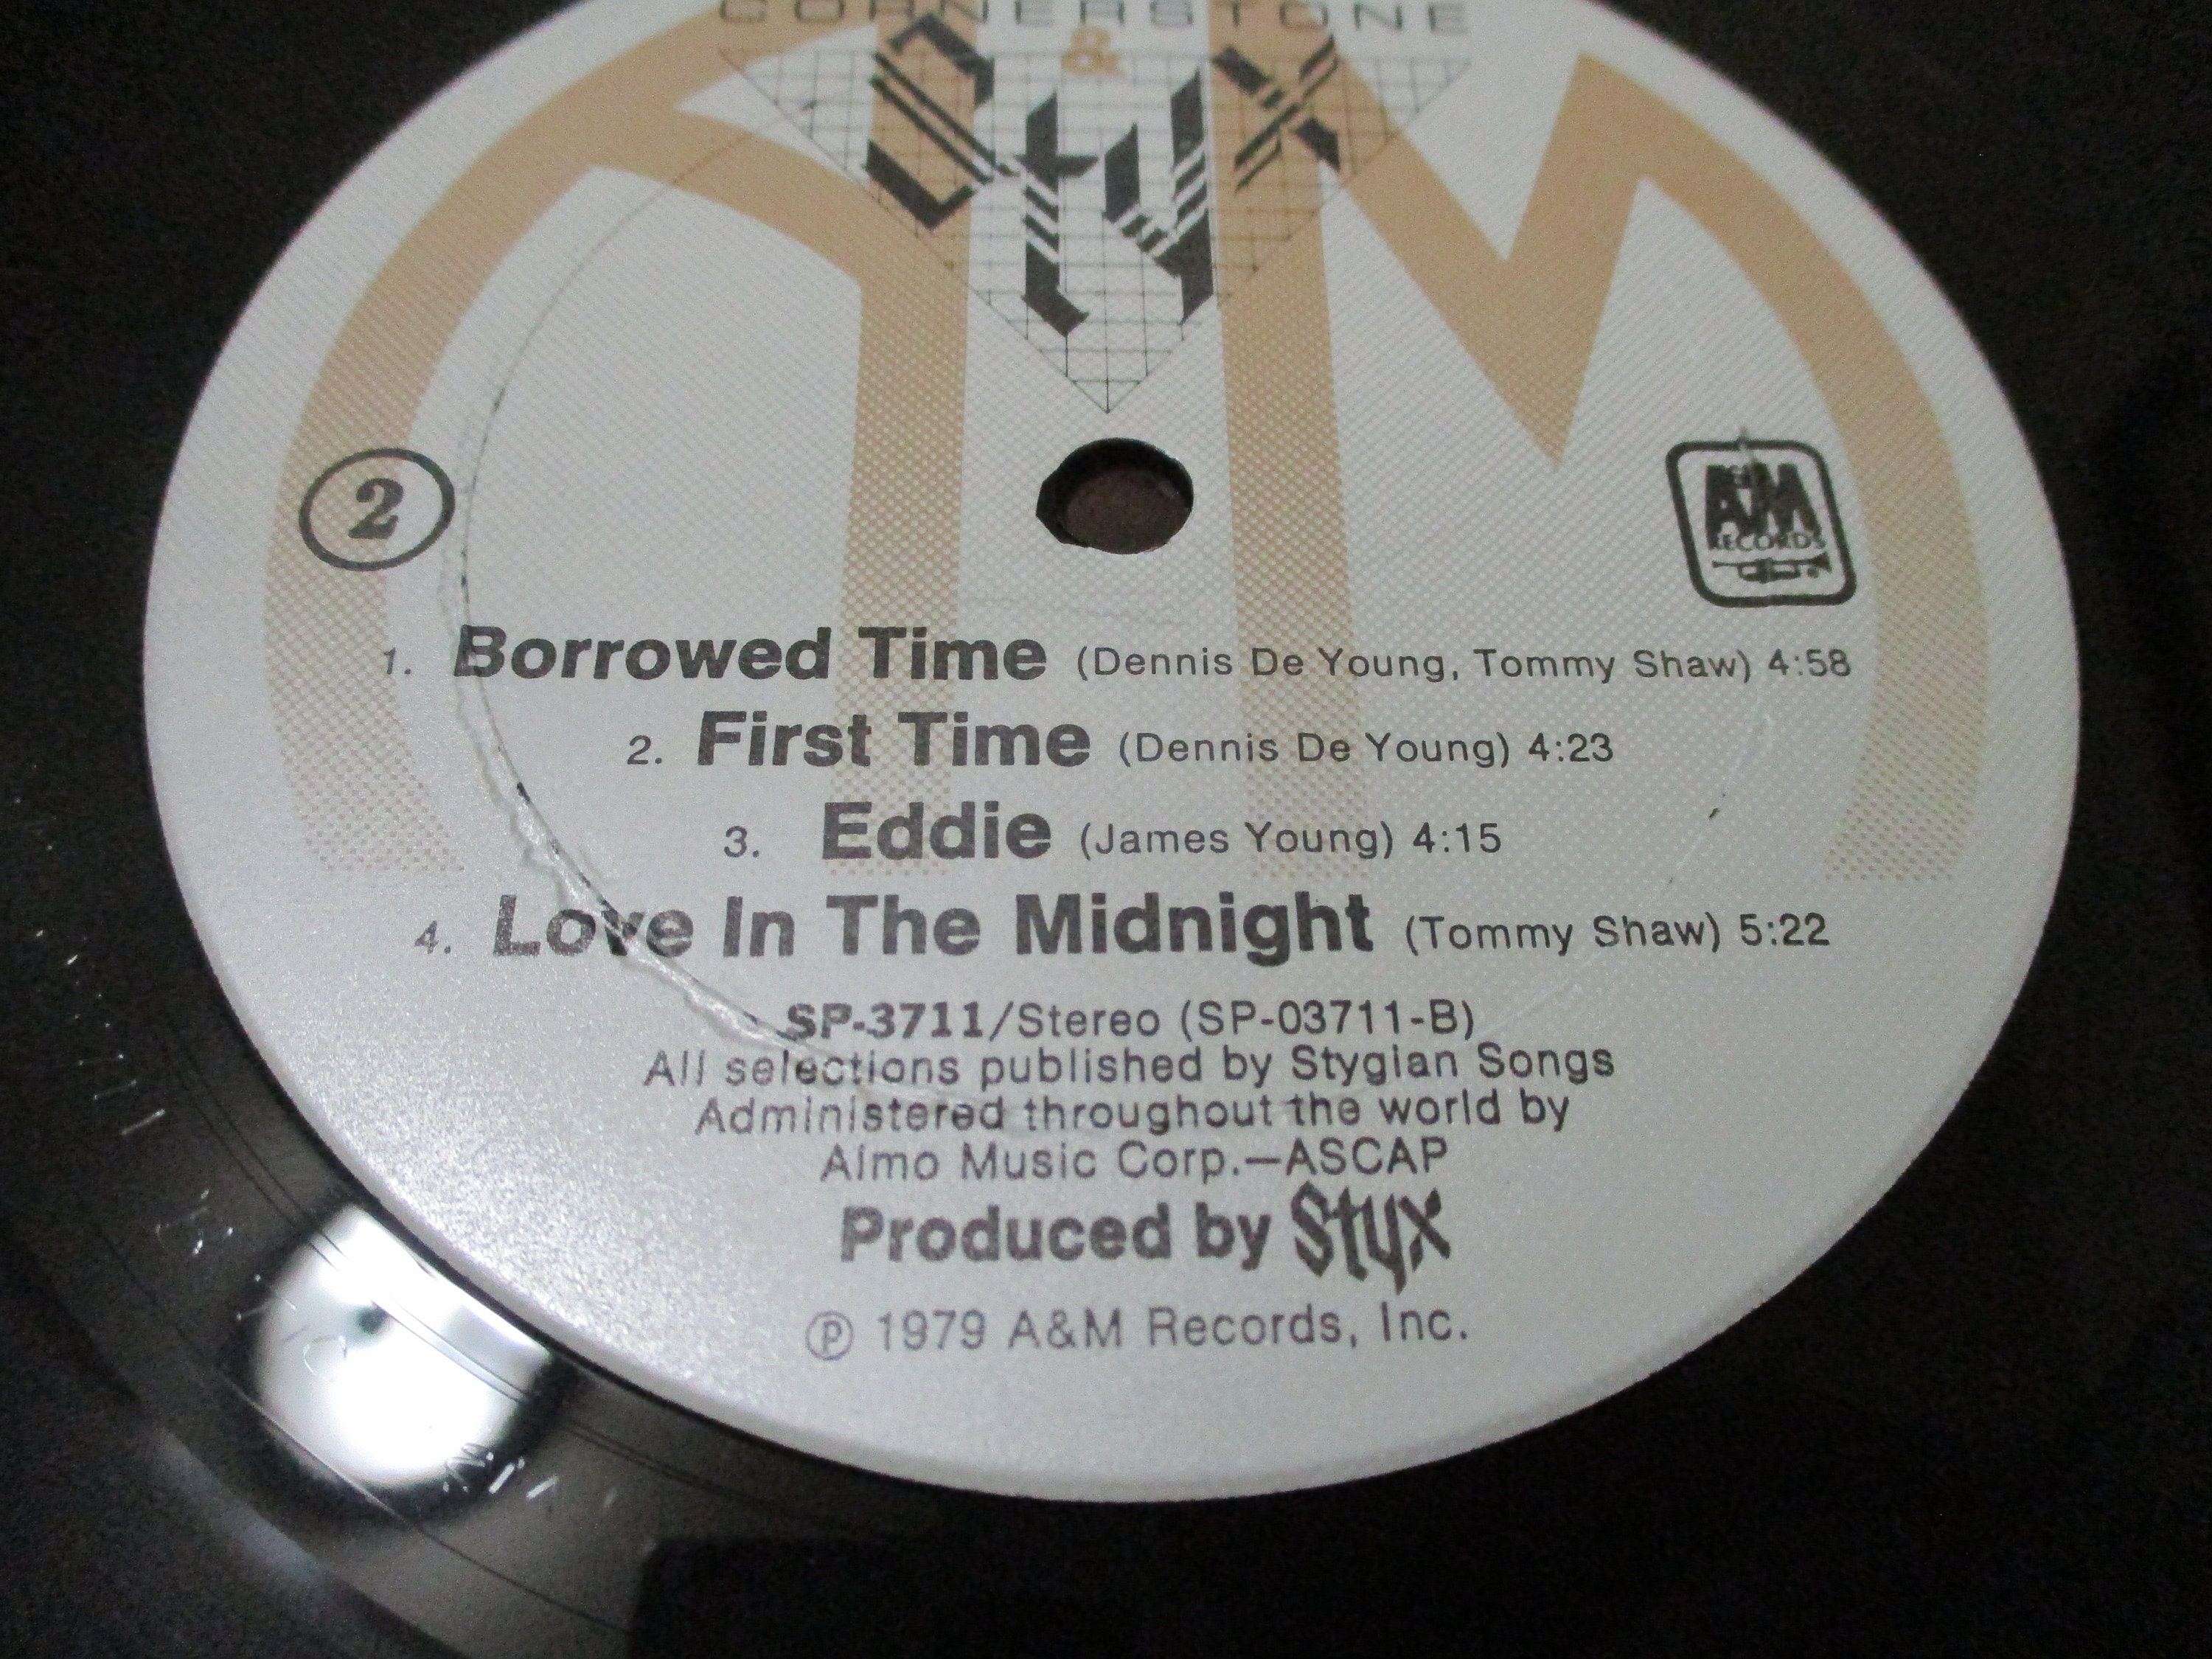 CORNERSTONE
&
Styx
2
A&M
RECORDS
1. Borrowed Time (Dennis De Young, Tommy Shaw) 4:58
2. First Time (Dennis De Young) 4:23
3. Eddie (James Young) 4:15
4. Love In The Midnight (Tommy Shaw) 5:22
SP-3711/Stereo (SP-03711-B)
All selections published by Stygian Songs
Administered throughout the world by
Almo Music Corp.—ASCAP
Produced by Styx
℗ 1979 A&M Records, Inc.